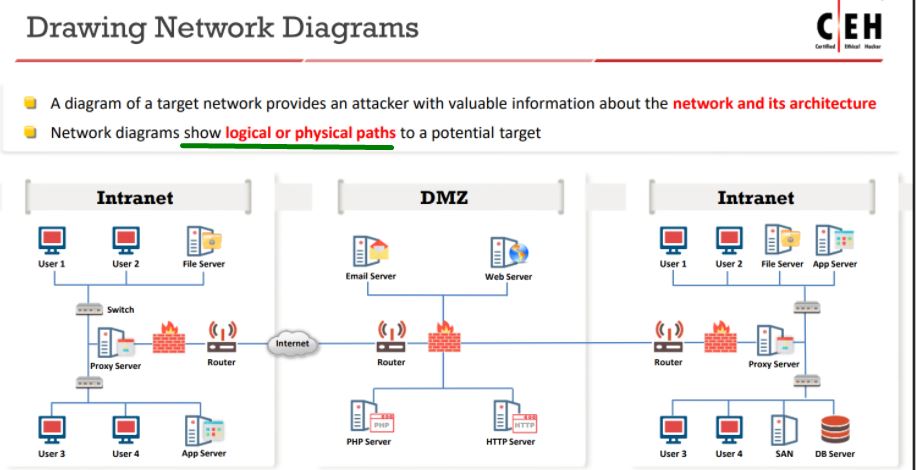 Drawing Network Diagrams
CEH
Certified Ethical Hacker
A diagram of a target network provides an attacker with valuable information about the network and its architecture
Network diagrams show logical or physical paths to a potential target
Intranet
User 1 User 2 File Server
Switch
Proxy Server
Router
User 3 User 4 App Server
Internet
DMZ
Email Server Web Server
Router
PHP
HTTP
PHP Server HTTP Server
Intranet
User 1 User 2 File Server App Server
Router
Proxy Server
User 3 User 4 SAN DB Server